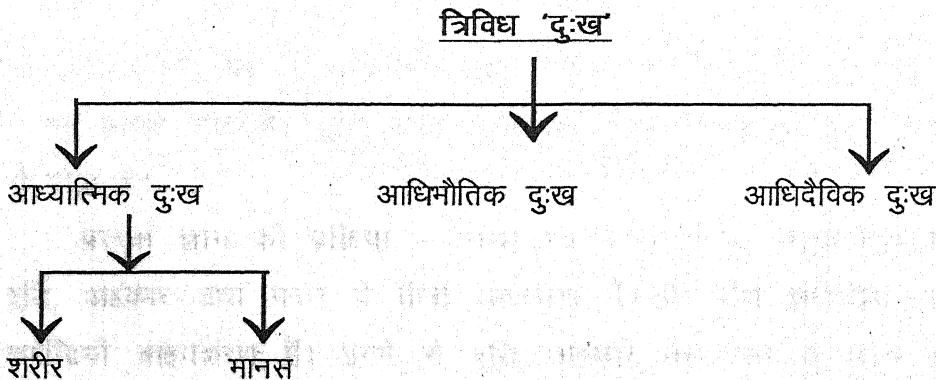 त्रिविध 'दुःख'
आध्यात्मिक दुःख आधिभौतिक दुःख आधिदैविक दुःख
शरीर मानस